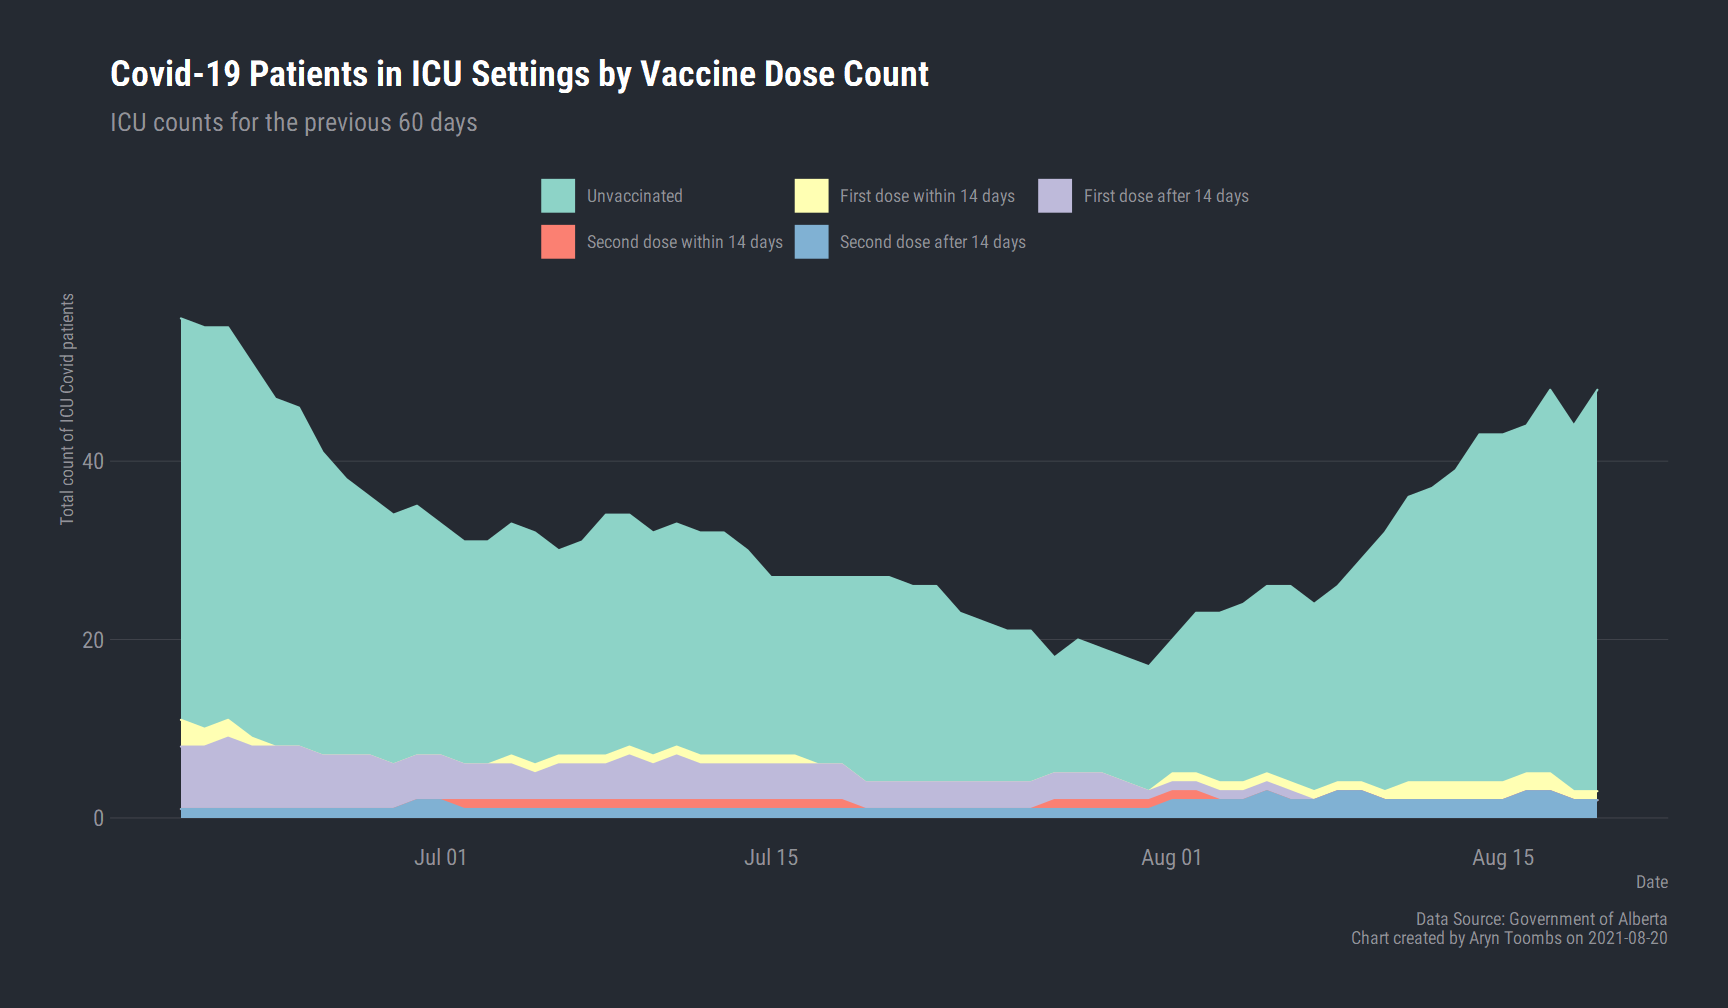 Covid-19 Patients in ICU Settings by Vaccine Dose Count
ICU counts for the previous 60 days
Unvaccinated
First dose within 14 days
First dose after 14 days
Second dose within 14 days
Second dose after 14 days
Total count of ICU Covid patients
40
20
0
Jul 01
Jul 15
Aug 01
Aug 15
Date
Data Source: Government of Alberta
Chart created by Aryn Toombs on 2021-08-20